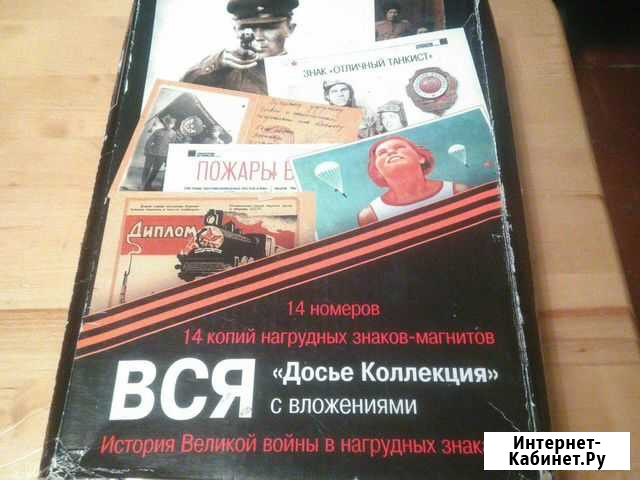 ЗНАК «ОТЛИЧНЫЙ ТАНКИСТ»
ПОЖАРЫ В
ДИПЛОМ
14 номеров
14 копий нагрудных знаков-магнитов
ВСЯ «Досье Коллекция»
с вложениями
История Великой войны в нагрудных знак
Интернет-
Кабинет.Ру